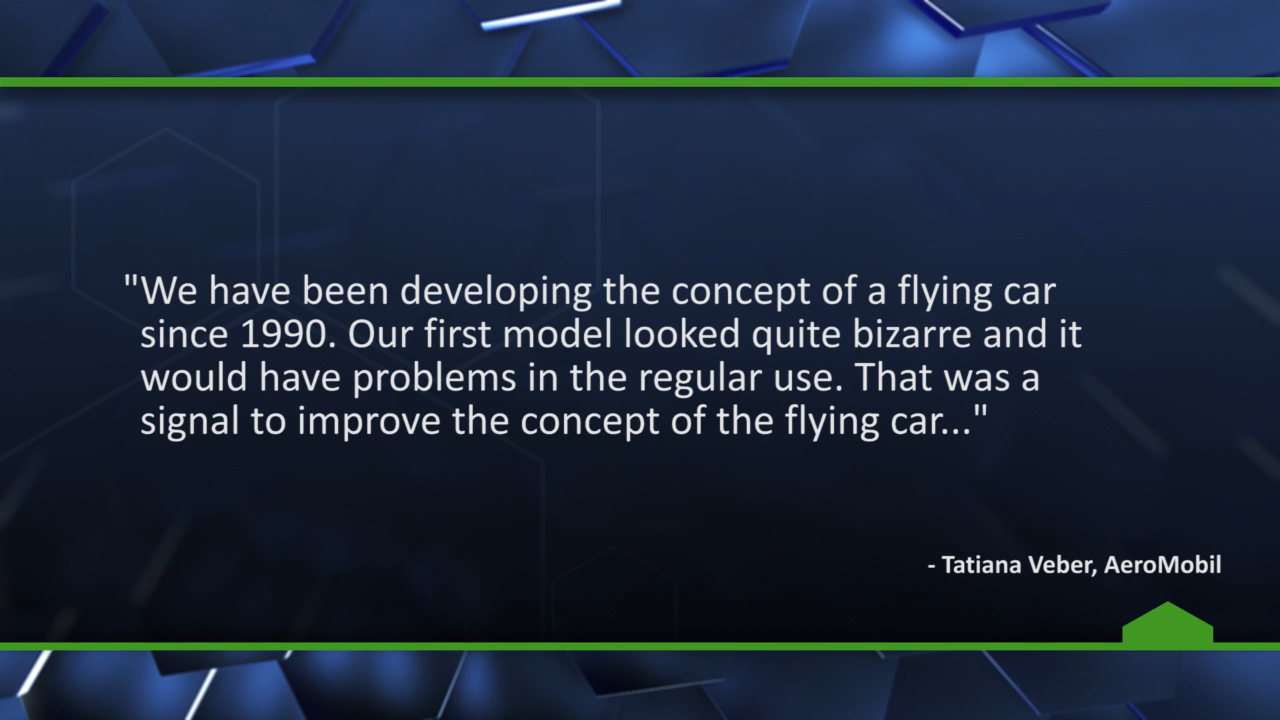 "We have been developing the concept of a flying car
since 1990. Our first model looked quite bizarre and it
would have problems in the regular use. That was a
signal to improve the concept of the flying car..."
- Tatiana Veber, AeroMobil